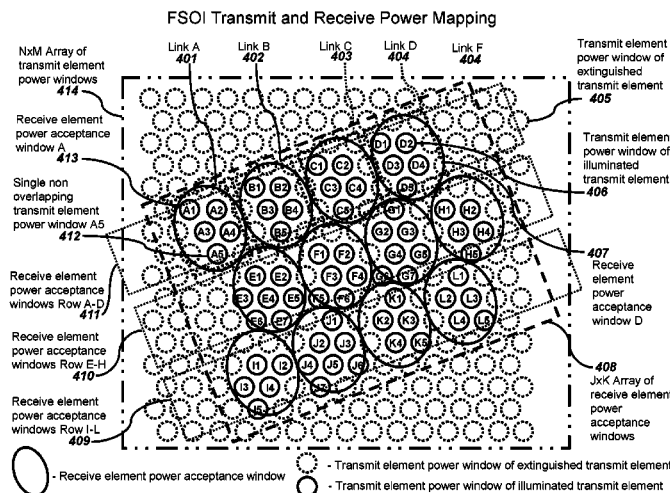 FSOI Transmit and Receive Power Mapping
Link A
401
Link B
402
Link C
403
Link D
404
Link F
404
NxM Array of
transmit element
power windows
414
Receive element
power acceptance
window A
413
Single non
overlapping
transmit element
power window A5
412
Receive element
power acceptance
windows Row A-D
411
Receive element
power acceptance
windows Row E-H
410
Receive element
power acceptance
windows Row I-L
409
Transmit element
power window of
extinguished
transmit element
405
Transmit element
power window of
illuminated
transmit element
406
407
Receive
element
power
acceptance
window D
408
JxK Array of
receive element
power
acceptance
windows
D1 D2
D3 D4
D5
C1 C2
C3 C4
C5
B1 B2
B3 B4
B5
A1 A2
A3 A4
A5
H1 H2
H3 H4
H5
G1
G2 G3
G4 G5
G6 G7
F1
F2
F3 F4
F5 F6
E1 E2
E3 E4 E5
E6 E7
L1
L2 L3
L4 L5
K1
K2 K3
K4 K5
J1
J2 J3
J4 J5 J6
J7
I1 I2
I3 I4
I5
- Receive element power acceptance window
- Transmit element power window of extinguished transmit element
- Transmit element power window of illuminated transmit element